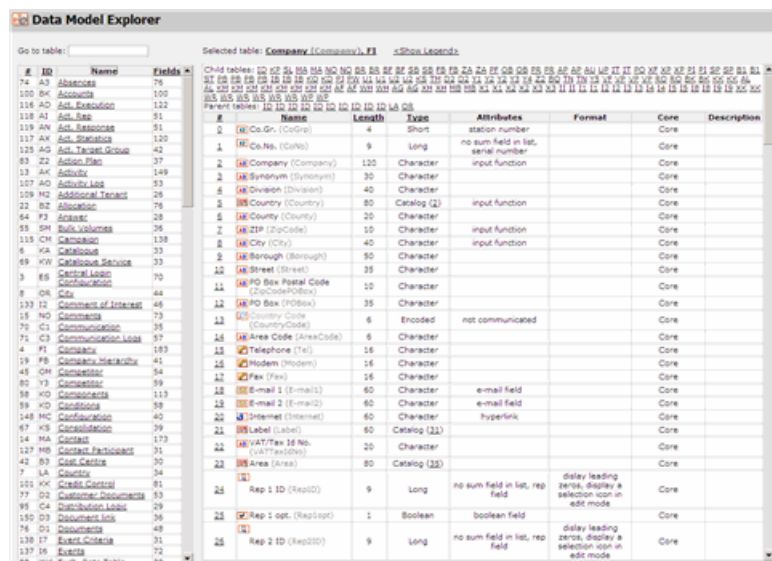 Data Model Explorer
Go to table:
Selected table: Company (Company), FI <Show Legend>
# ID Name Fields
74 A3 Absences 76
100 BK Accounts 100
116 AD Act. Execution 122
118 AI Act. Rep 51
119 AN Act. Response 51
117 AX Act. Statistics 120
125 AG Act. Target Group 42
83 Z2 Action Plan 37
13 AK Activity 149
107 AO Activity Log 53
109 M2 Additional Tenant 26
22 BZ Allocation 76
64 F3 Answer 28
55 SM Bulk Volumes 36
115 CM Campaign 138
6 KA Catalogue 33
69 KW Catalogue Service 33
3 ES Central Login Configuration 70
8 OR City 44
133 I2 Comment of Interest 46
15 NO Comments 73
70 C1 Communication 35
71 C3 Communication Logs 57
4 FI Company 183
19 FB Company Hierarchy 41
45 OM Competitor 54
80 Y3 Competitor 59
58 KO Components 113
59 KD Conditions 58
148 MC Configuration 20
67 KS Consolidation 39
14 MA Contact 173
127 MB Contact Participant 31
42 B3 Cost Centre 30
7 LA Country 34
101 KK Credit Control 81
77 D2 Customer Documents 53
95 C4 Distribution Logic 29
150 D3 Document link 36
76 D1 Documents 48
138 I7 Event Criteria 31
137 I6 Events 72
Child tables:
Parent tables: ID ID ID ID ID ID ID ID ID LA OR
# Name Length Type Attributes Format Core Description
0 Co.Gr. (CoGrp) 4 Short station number Core
1 Co.No. (CoNo) 9 Long no sum field in list, serial number Core
2 Company (Company) 120 Character input function Core
3 Synonym (Synonym) 30 Character Core
4 Division (Division) 40 Character Core
5 Country (Country) 80 Catalog (2) input function Core
6 County (County) 20 Character Core
7 ZIP (ZipCode) 10 Character input function Core
8 City (City) 40 Character input function Core
9 Borough (Borough) 50 Character Core
10 Street (Street) 35 Character Core
11 PO Box Postal Code (ZipCodePOBox) 10 Character Core
12 PO Box (POBox) 35 Character Core
13 Country Code (CountryCode) 6 Encoded not communicated Core
14 Area Code (AreaCode) 6 Character Core
15 Telephone (Tel) 16 Character Core
16 Modem (Modem) 16 Character Core
17 Fax (Fax) 16 Character Core
18 E-mail 1 (E-mail1) 60 Character e-mail field Core
19 E-mail 2 (E-mail2) 60 Character e-mail field Core
20 Internet (Internet) 60 Character hyperlink Core
21 Label (Label) 60 Catalog (31) Core
22 VAT/Tax Id No. (VATTaxIdNo) 20 Character Core
23 Area (Area) 80 Catalog (35) Core
24 Rep 1 ID (RepID) 9 Long no sum field in list, rep field dislay leading zeros, display a selection icon in edit mode Core
25 Rep 1 opt. (Rep1opt) 1 Boolean boolean field Core
26 Rep 2 ID (Rep2ID) 9 Long no sum field in list, rep field dislay leading zeros, display a selection icon in edit mode Core